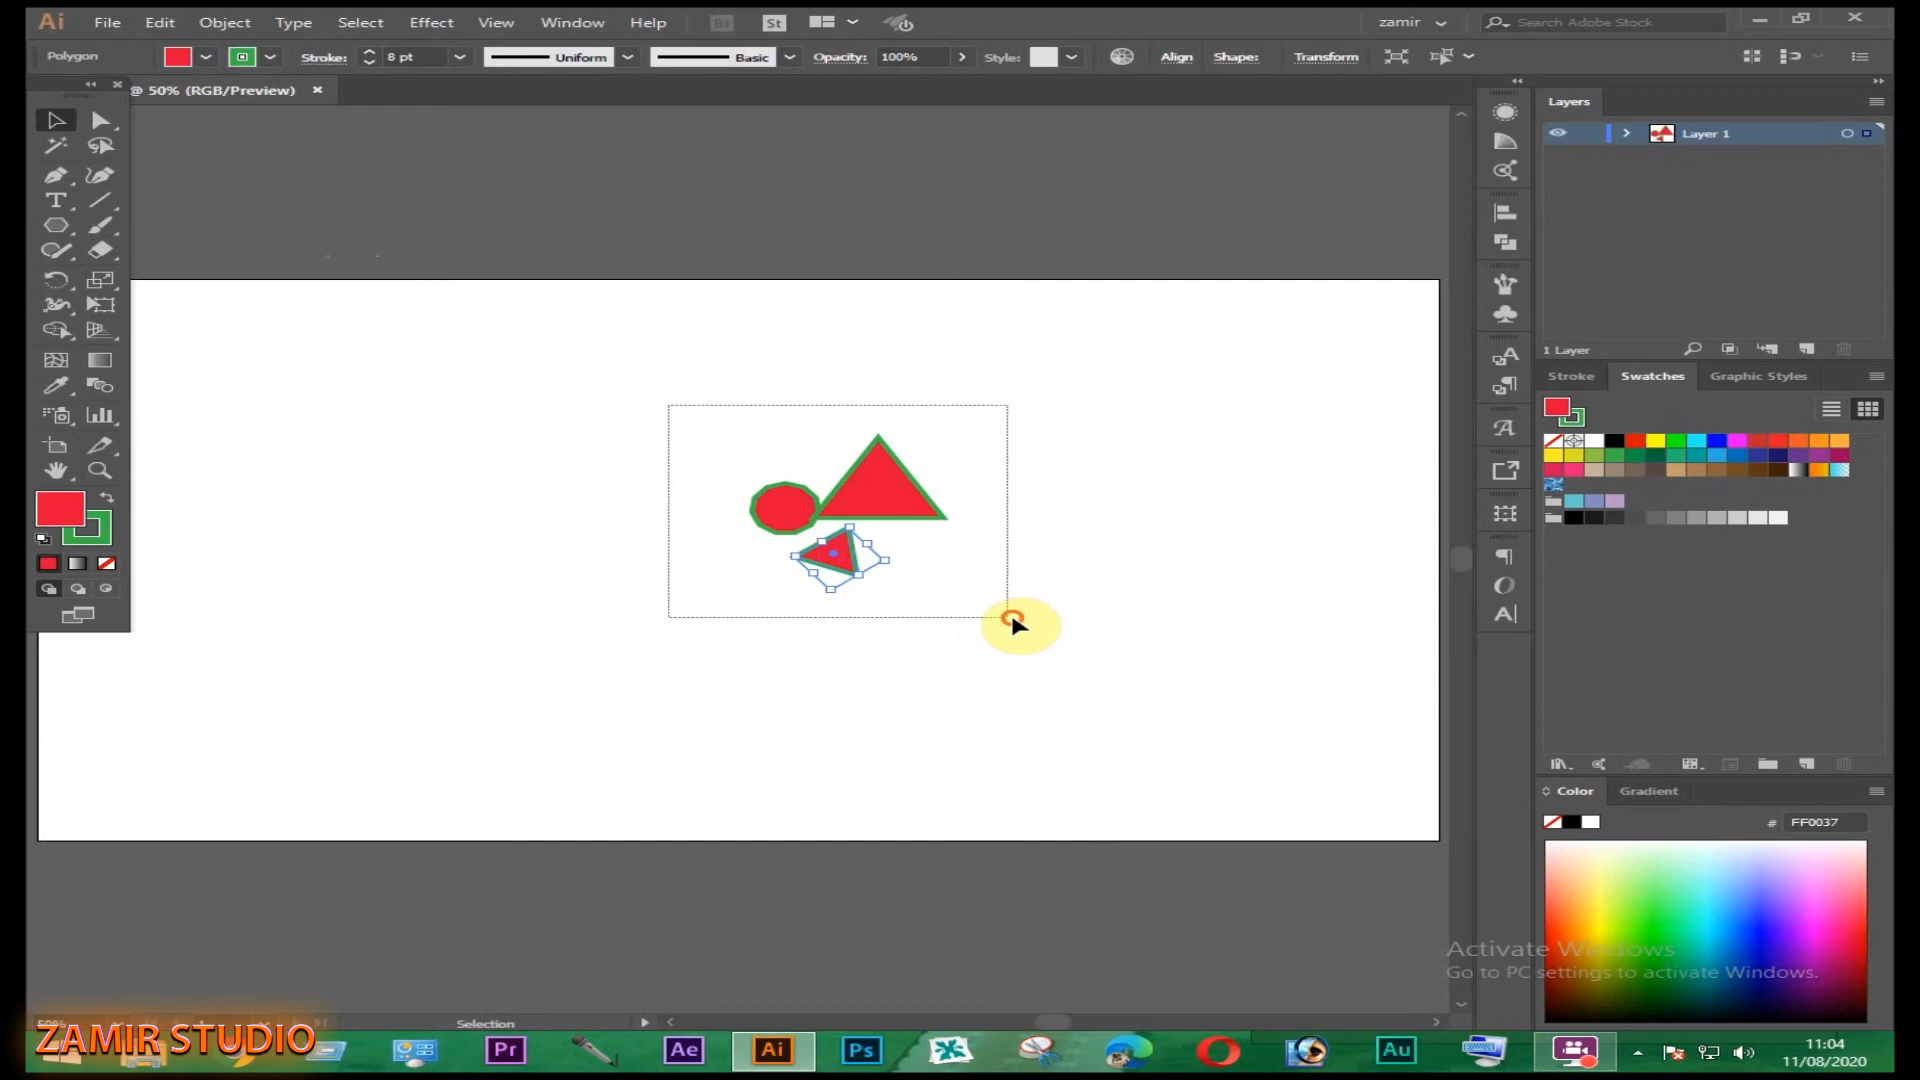 Ai File Edit Object Type Select Effect View Window Help Br St zamir Search Adobe Stock
Polygon Stroke: 8 pt Uniform Basic Opacity: 100% Style: Align Shape: Transform
@ 50% (RGB/Preview)
Layers
Layer 1
1 Layer
Stroke Swatches Graphic Styles
Color Gradient
# FF0037
Activate Windows
Go to PC settings to activate Windows.
Selection
ZAMIR STUDIO
Pr Ae Ai Ps Au
11:04
11/08/2020